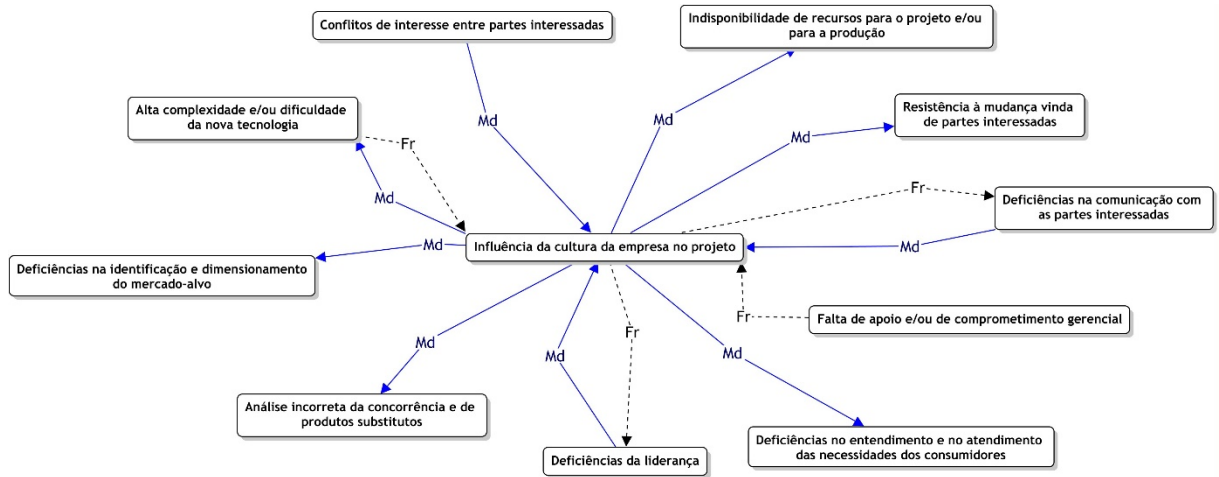 Conflitos de interesse entre partes interessadas
Indisponibilidade de recursos para o projeto e/ou
para a produção
Alta complexidade e/ou dificuldade
da nova tecnologia
Resistência à mudança vinda
de partes interessadas
Md
Md
Md
Fr
Md
Fr
Deficiências na comunicação com
as partes interessadas
Influência da cultura da empresa no projeto
Md
Md
Deficiências na identificação e dimensionamento
do mercado-alvo
Falta de apoio e/ou de comprometimento gerencial
Fr
Fr
Md
Md
Md
Análise incorreta da concorrência e de
produtos substitutos
Deficiências da liderança
Deficiências no entendimento e no atendimento
das necessidades dos consumidores